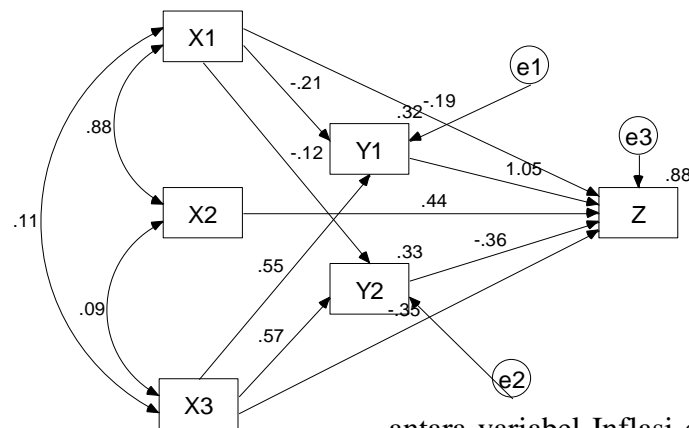 X1
e1
-.21
.32
-.19
.88
-.12
Y1
e3
1.05
.88
.11
X2
.44
Z
.55
.33
-.36
Y2
.09
.57
-.35
e2
X3
antara variabel Inflasi